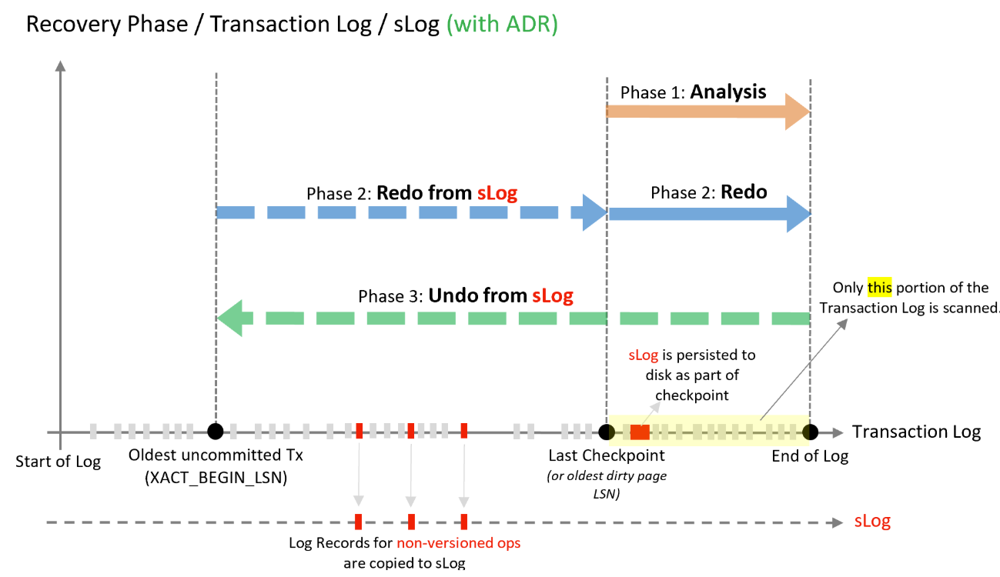 Recovery Phase / Transaction Log / sLog (with ADR)
Phase 1: Analysis
Phase 2: Redo from sLog
Phase 2: Redo
Phase 3: Undo from sLog
Only this portion of the
Transaction Log is scanned.
sLog is persisted to
disk as part of
checkpoint
Transaction Log
Start of Log
Oldest uncommitted Tx
(XACT_BEGIN_LSN)
Last Checkpoint
(or oldest dirty page
LSN)
End of Log
sLog
Log Records for non-versioned ops
are copied to sLog